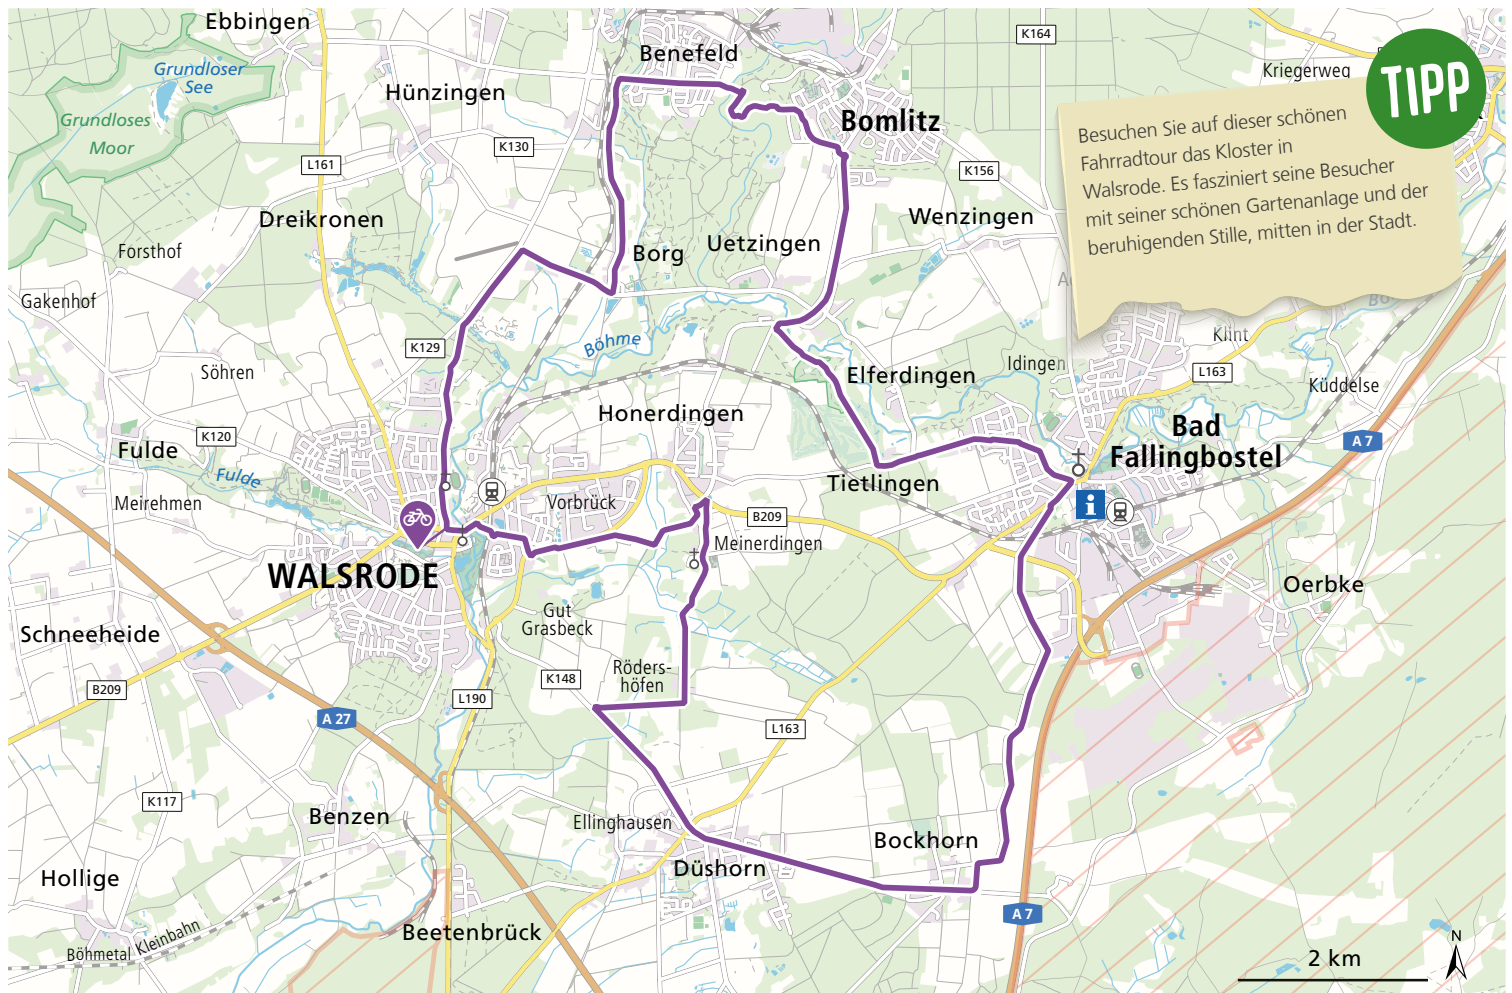 Ebbingen
Benefeld
K164
Kriegerweg
TIPP
Grundloser
See
Hünzingen
Grundloses
Moor
Bomlitz
Besuchen Sie auf dieser schönen
Fahrradtour das Kloster in
Walsrode. Es fasziniert seine Besucher
mit seiner schönen Gartenanlage und der
beruhigenden Stille, mitten in der Stadt.
K130
L161
K156
Dreikronen
Wenzingen
Forsthof
Borg
Uetzingen
Gakenhof
Böhme
Klint
K129
Söhren
Idingen
L163
Elferdingen
Küddelse
Honerdingen
K120
Fulde
Bad
Fallingbostel
A 7
Fulde
Meirehmen
Vorbrück
Tietlingen
B209
Meinerdingen
WALSRODE
Oerbke
Gut
Grasbeck
Schneeheide
Röders-
höfen
K148
B209
L190
A 27
L163
K117
Benzen
Ellinghausen
Bockhorn
Düshorn
Hollige
A 7
Beetenbrück
Böhmetal Kleinbahn
2 km
N